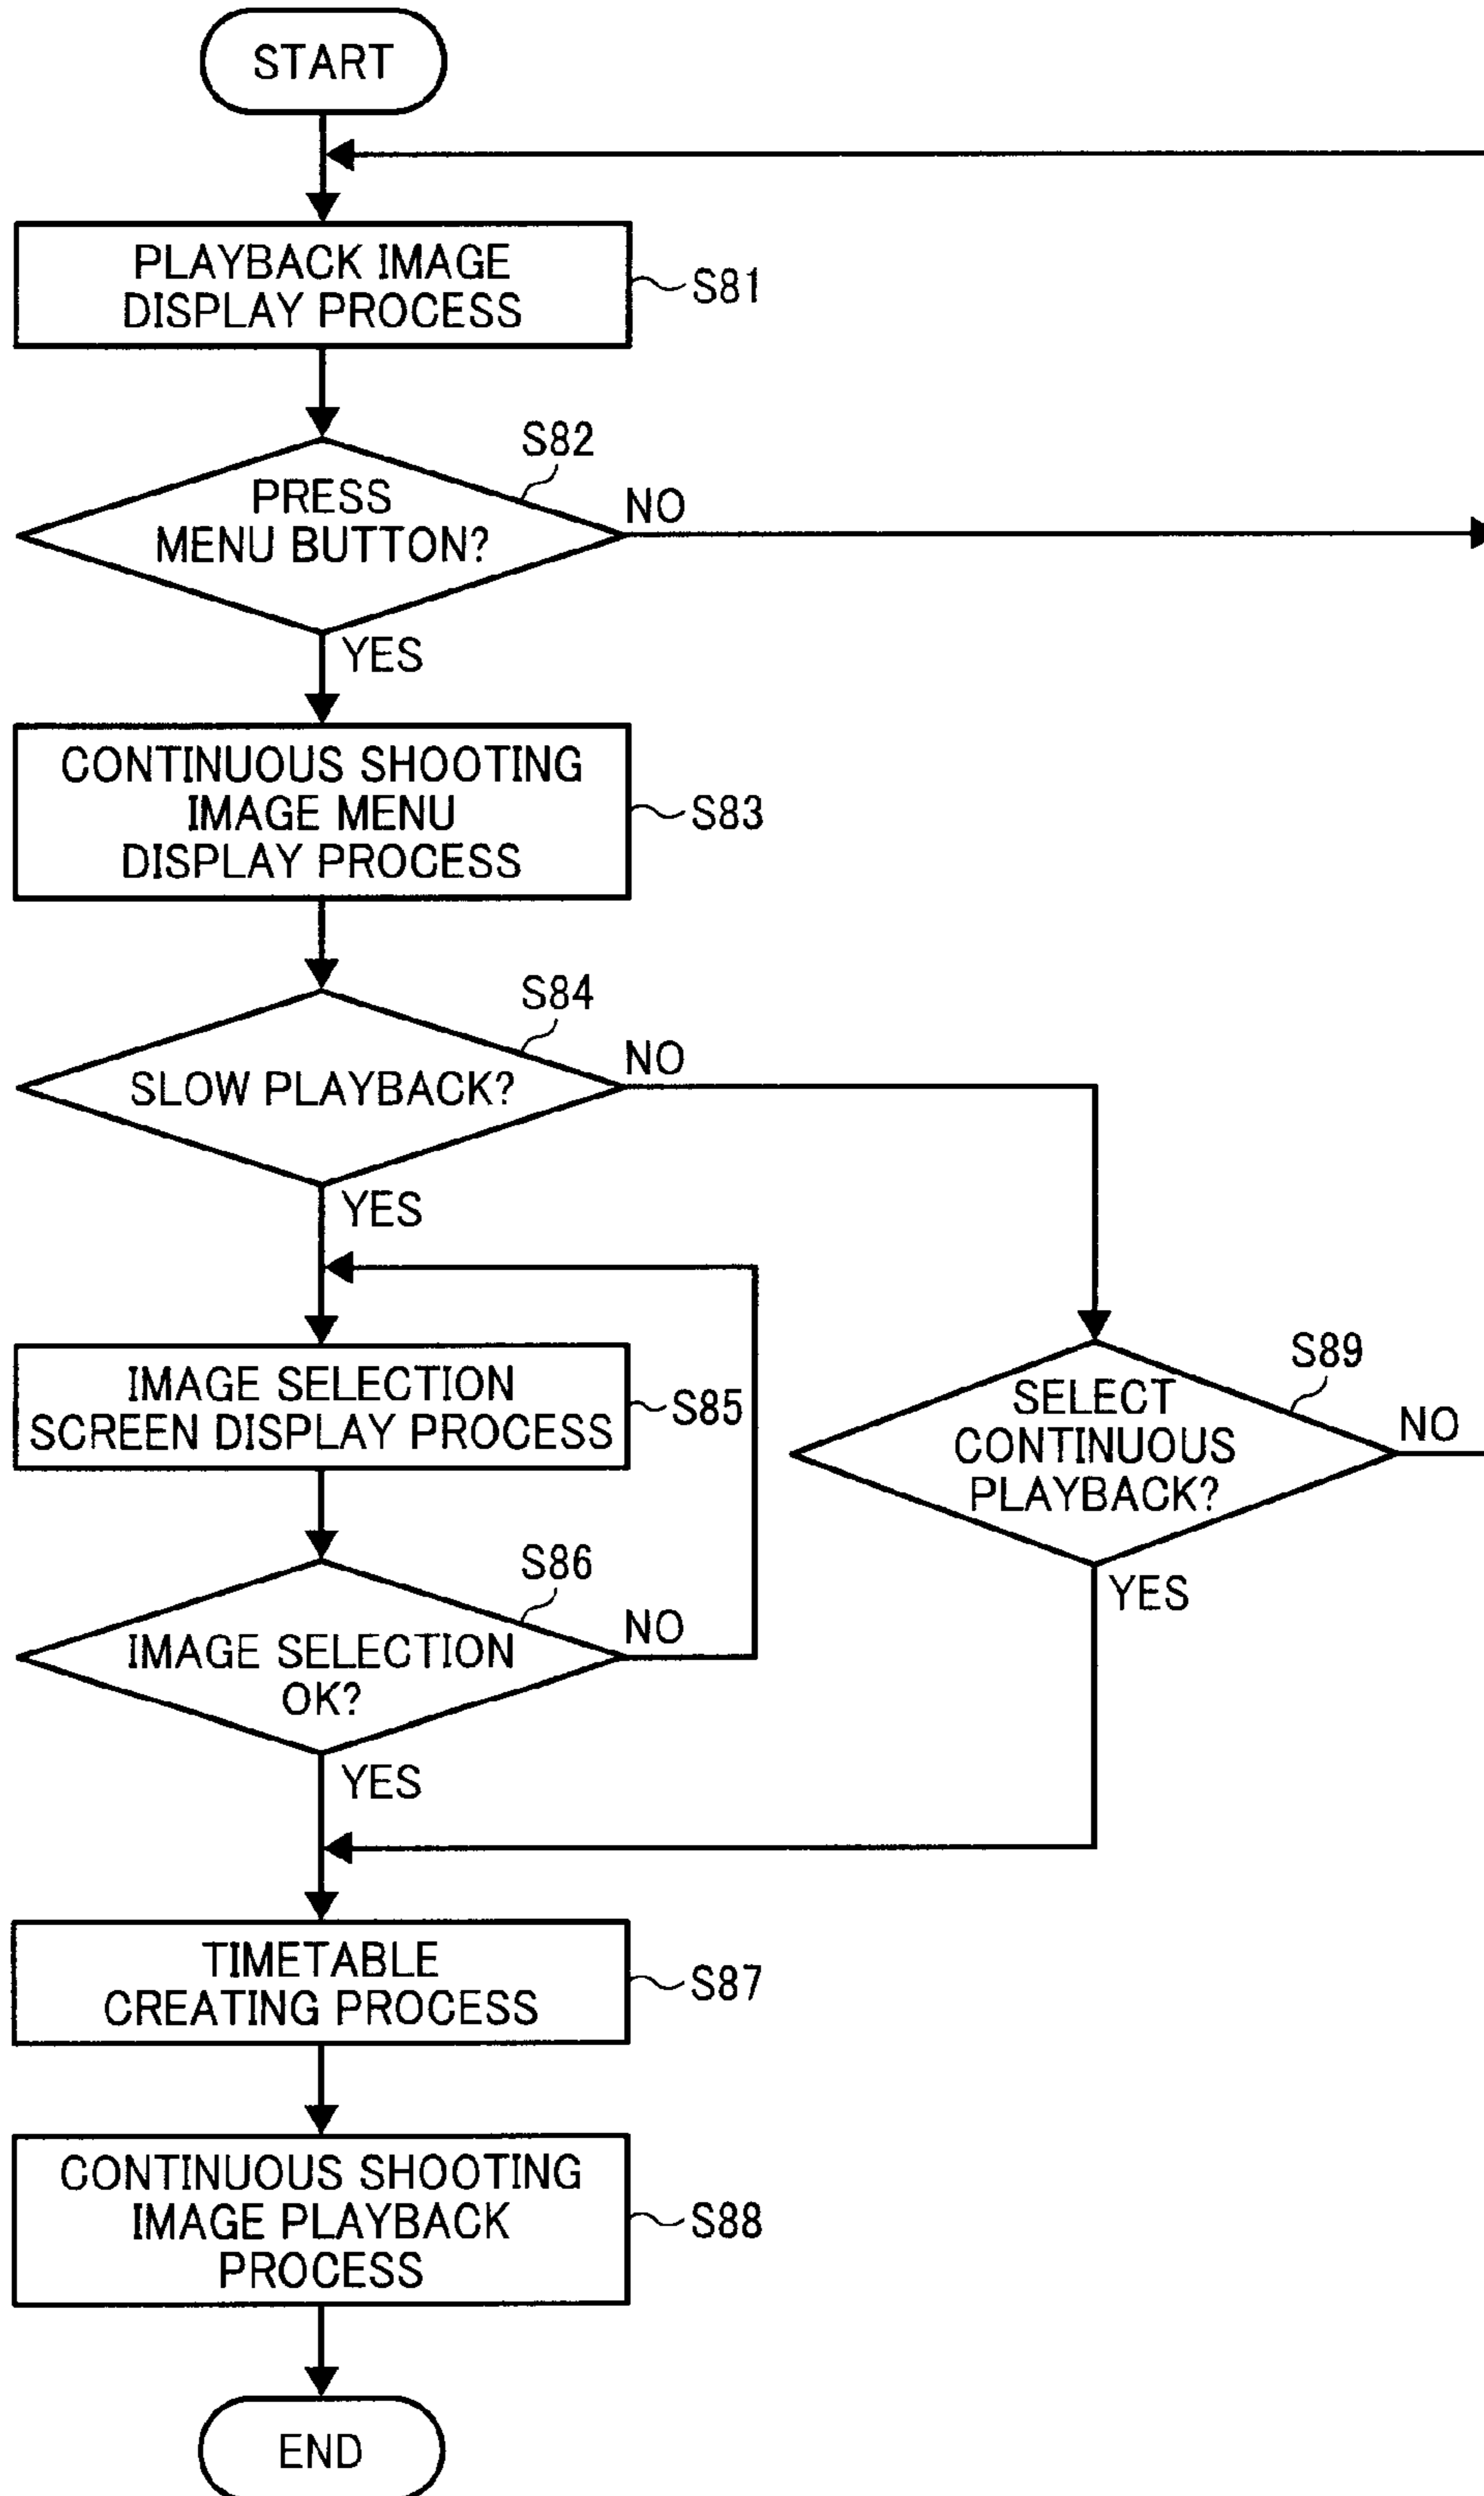 START
PLAYBACK IMAGE
DISPLAY PROCESS
S81
S82
PRESS
MENU BUTTON?
NO
YES
CONTINUOUS SHOOTING
IMAGE MENU
DISPLAY PROCESS
S83
S84
SLOW PLAYBACK?
NO
YES
IMAGE SELECTION
SCREEN DISPLAY PROCESS
S85
S89
SELECT
CONTINUOUS
PLAYBACK?
NO
YES
S86
IMAGE SELECTION
OK?
NO
YES
TIMETABLE
CREATING PROCESS
S87
CONTINUOUS SHOOTING
IMAGE PLAYBACK
PROCESS
S88
END